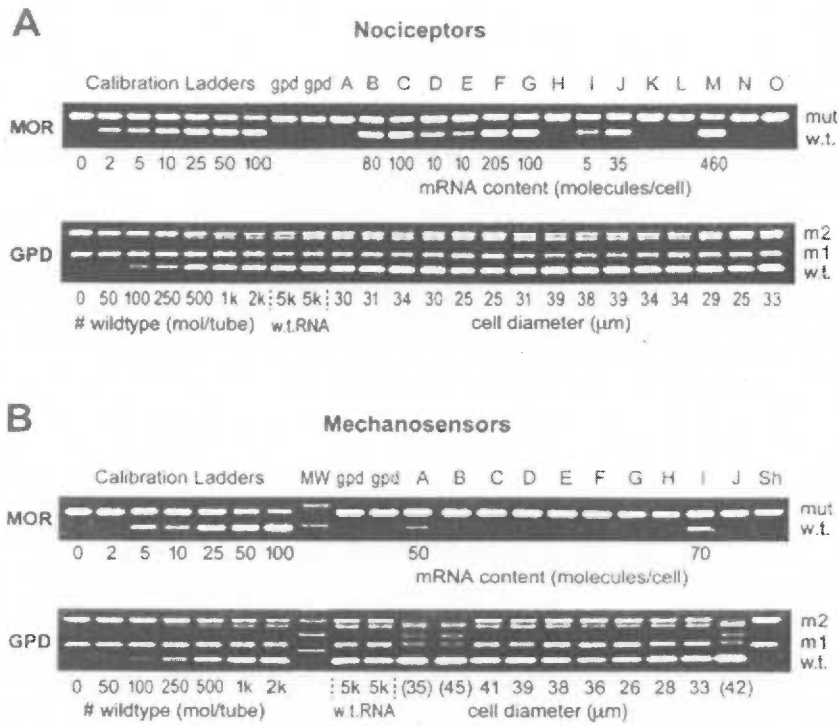 A
Nociceptors
Calibration Ladders gpd gpd A B C D E F G H I J K L M N O
MOR
mut
w.t.
0 2 5 10 25 50 100 80 100 10 10 205 100 5 35 460
mRNA content (molecules/cell)
GPD
m2
m1
w.t.
0 50 100 250 500 1k 2k 5k 5k 30 31 34 30 25 25 31 39 38 39 34 34 29 25 33
# wildtype (mol/tube) w.t.RNA cell diameter (µm)
B
Mechanosensors
Calibration Ladders MW gpd gpd A B C D E F G H I J Sh
MOR
mut
w.t.
0 2 5 10 25 50 100 50 70
mRNA content (molecules/cell)
GPD
m2
m1
w.t.
0 50 100 250 500 1k 2k 5k 5k (35) (45) 41 39 38 36 26 28 33 (42)
# wildtype (mol/tube) w.t.RNA cell diameter (µm)